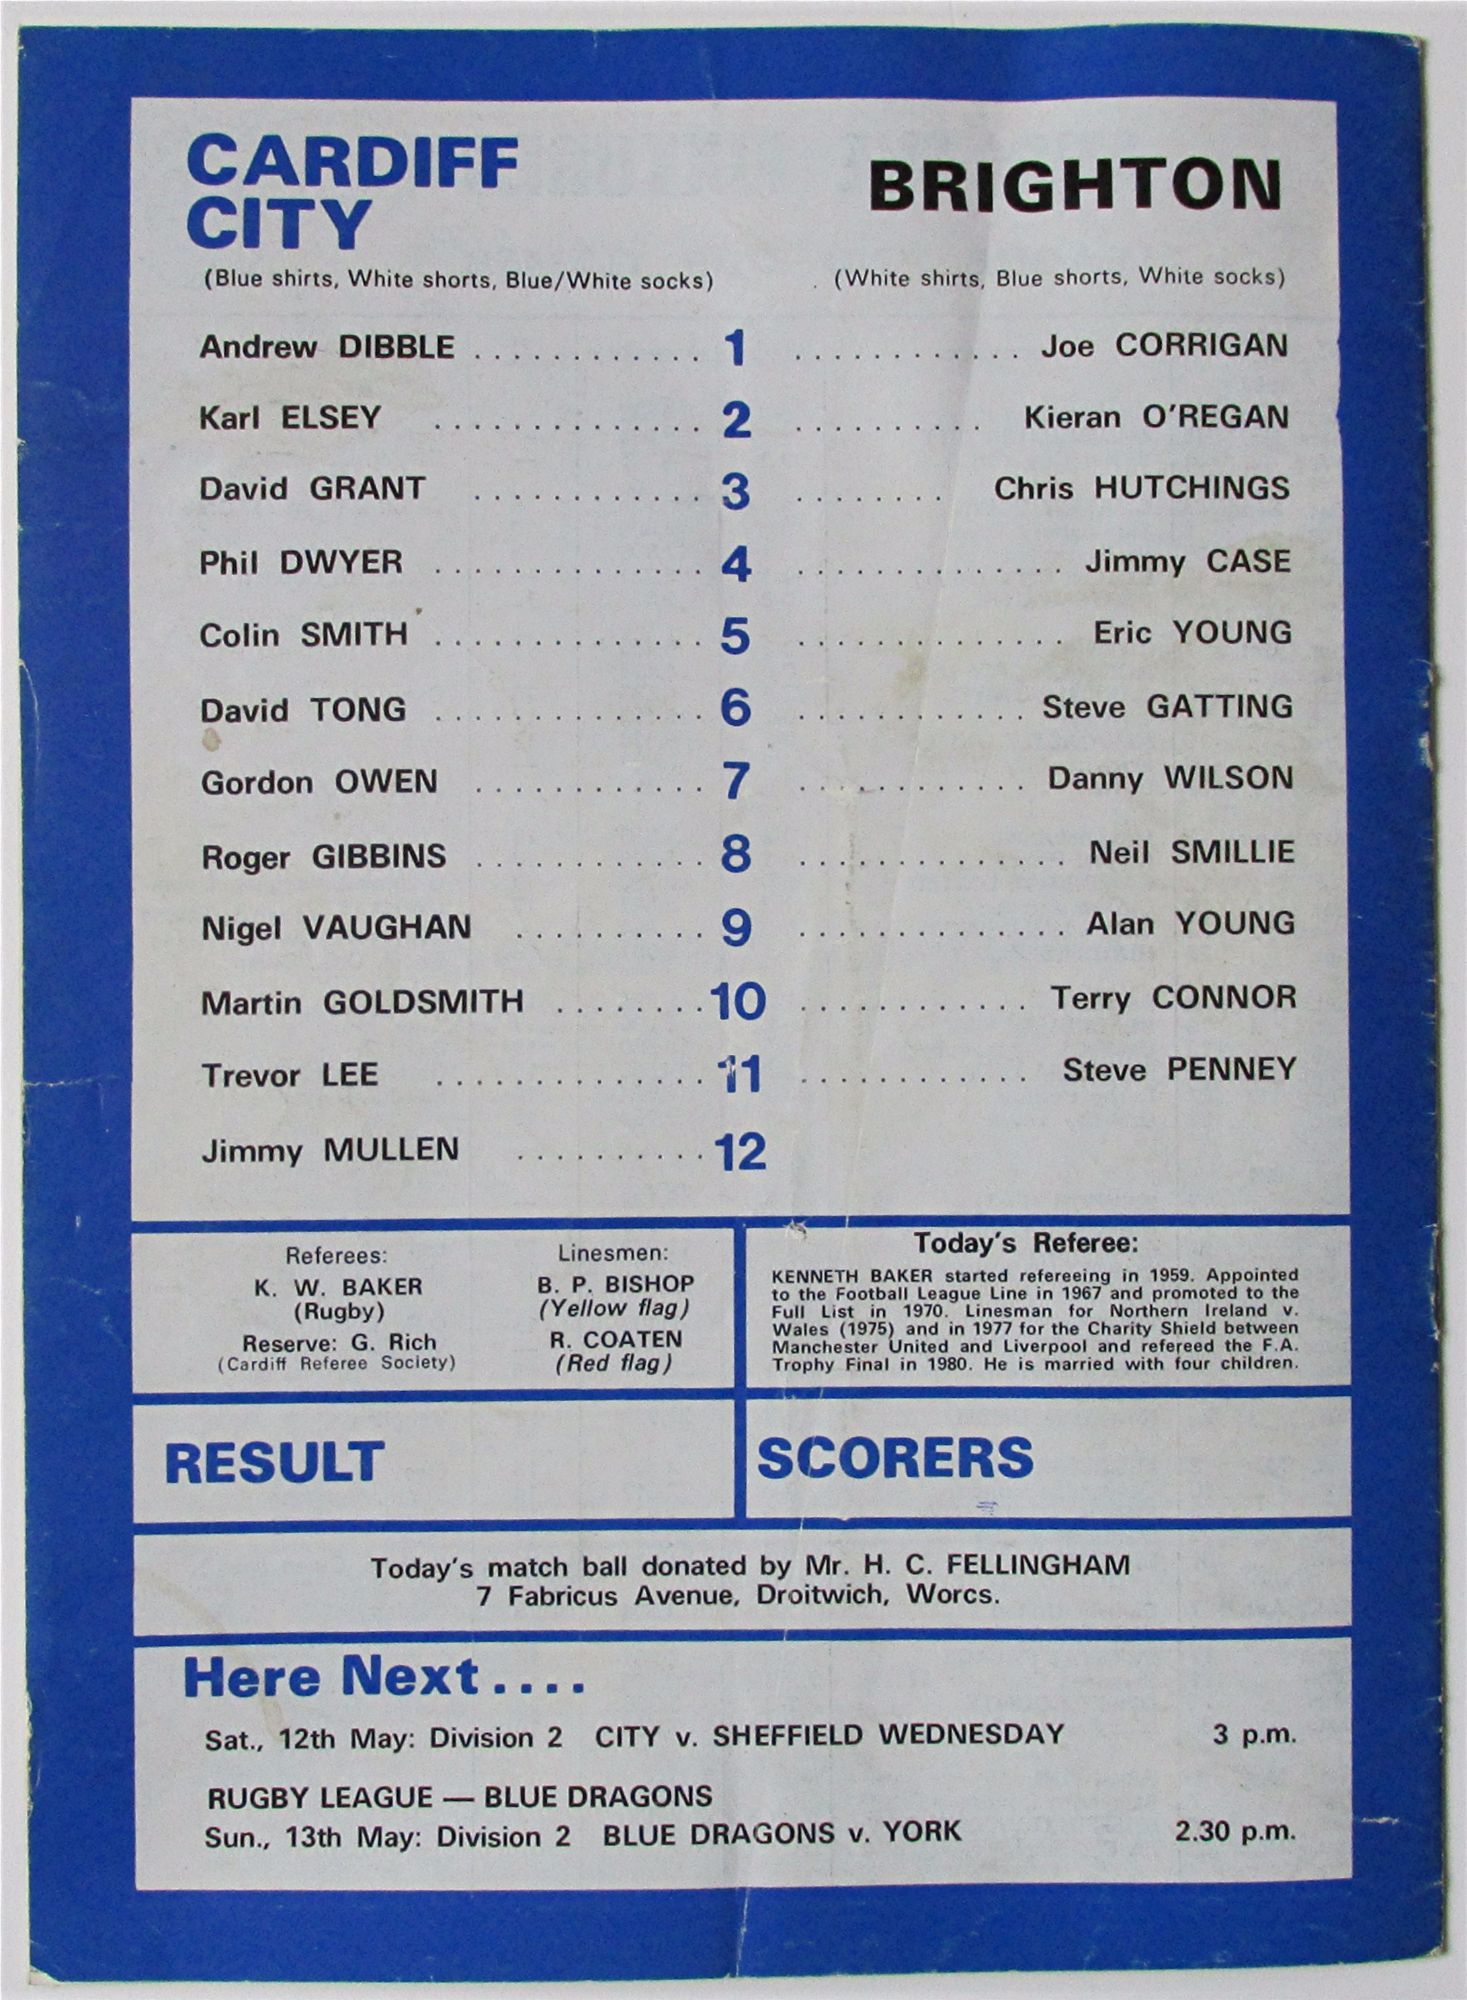 CARDIFF
CITY
BRIGHTON
(Blue shirts, White shorts, Blue/White socks)
(White shirts, Blue shorts, White socks)
Andrew DIBBLE ............ 1 ............ Joe CORRIGAN
Karl ELSEY .............. 2 .......... Kieran O'REGAN
David GRANT ............ 3 ........ Chris HUTCHINGS
Phil DWYER .............. 4 .............. Jimmy CASE
Colin SMITH .............. 5 .............. Eric YOUNG
David TONG .............. 6 ............ Steve GATTING
Gordon OWEN ............ 7 ............ Danny WILSON
Roger GIBBINS ............ 8 .............. Neil SMILLIE
Nigel VAUGHAN .......... 9 .............. Alan YOUNG
Martin GOLDSMITH ........ 10 ............ Terry CONNOR
Trevor LEE .............. 11 ............ Steve PENNEY
Jimmy MULLEN .......... 12
Referees:
K. W. BAKER
(Rugby)
Reserve: G. Rich
(Cardiff Referee Society)
Linesmen:
B. P. BISHOP
(Yellow flag)
R. COATEN
(Red flag)
Today's Referee:
KENNETH BAKER started refereeing in 1959. Appointed
to the Football League Line in 1967 and promoted to the
Full List in 1970. Linesman for Northern Ireland v.
Wales (1975) and in 1977 for the Charity Shield between
Manchester United and Liverpool and refereed the F.A.
Trophy Final in 1980. He is married with four children.
RESULT
SCORERS
Today's match ball donated by Mr. H. C. FELLINGHAM
7 Fabricus Avenue, Droitwich, Worcs.
Here Next....
Sat., 12th May: Division 2 CITY v. SHEFFIELD WEDNESDAY 3 p.m.
RUGBY LEAGUE — BLUE DRAGONS
Sun., 13th May: Division 2 BLUE DRAGONS v. YORK 2.30 p.m.